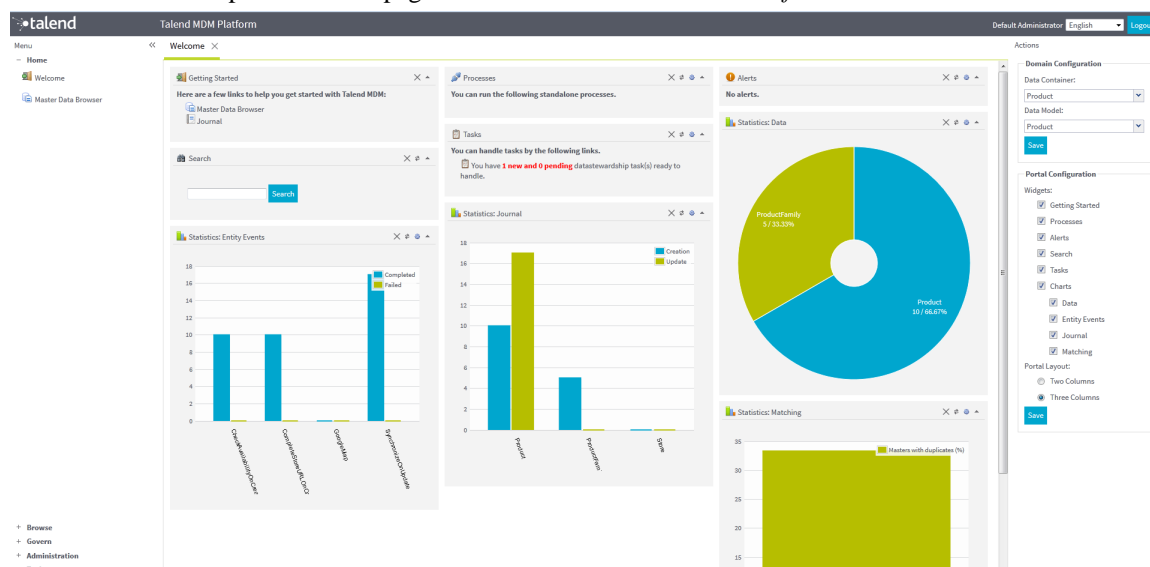 talend
Talend MDM Platform
Default Administrator
English
Logout
Menu
Home
Welcome
Master Data Browser
Browse
Govern
Administration
Welcome
Getting Started
Here are a few links to help you get started with Talend MDM:
Master Data Browser
Journal
Search
Search
Statistics: Entity Events
Completed
Failed
18
16
14
12
10
8
6
4
2
0
GoogleMap
SynchronizeOnUpdate
Processes
You can run the following standalone processes.
Tasks
You can handle tasks by the following links.
You have 1 new and 0 pending datastewardship task(s) ready to
handle.
Statistics: Journal
Creation
Update
18
16
14
12
10
8
6
4
2
0
Product
ProductFami
Store
Alerts
No alerts.
Statistics: Data
ProductFamily
5 / 33.33%
Product
10 / 66.67%
Statistics: Matching
Masters with duplicates (%)
35
30
25
20
15
Actions
Domain Configuration
Data Container:
Product
Data Model:
Product
Save
Portal Configuration
Widgets:
Getting Started
Processes
Alerts
Search
Tasks
Charts
Data
Entity Events
Journal
Matching
Portal Layout:
Two Columns
Three Columns
Save